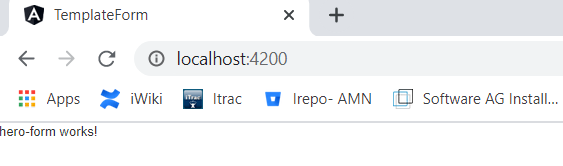 TemplateForm
localhost:4200
Apps iWiki Itrac Irepo- AMN Software AG Install...
hero-form works!